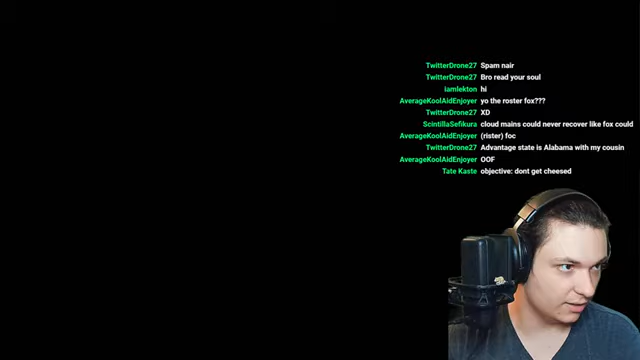 TwitterDrone27 Spam nair
TwitterDrone27 Bro read your soul
iamlekton hi
AverageKoolAidEnjoyer yo the roster fox???
TwitterDrone27 XD
ScintillaSefikura cloud mains could never recover like fox could
AverageKoolAidEnjoyer (rister) foc
TwitterDrone27 Advantage state is Alabama with my cousin
AverageKoolAidEnjoyer OOF
Tate Kaste objective: dont get cheesed